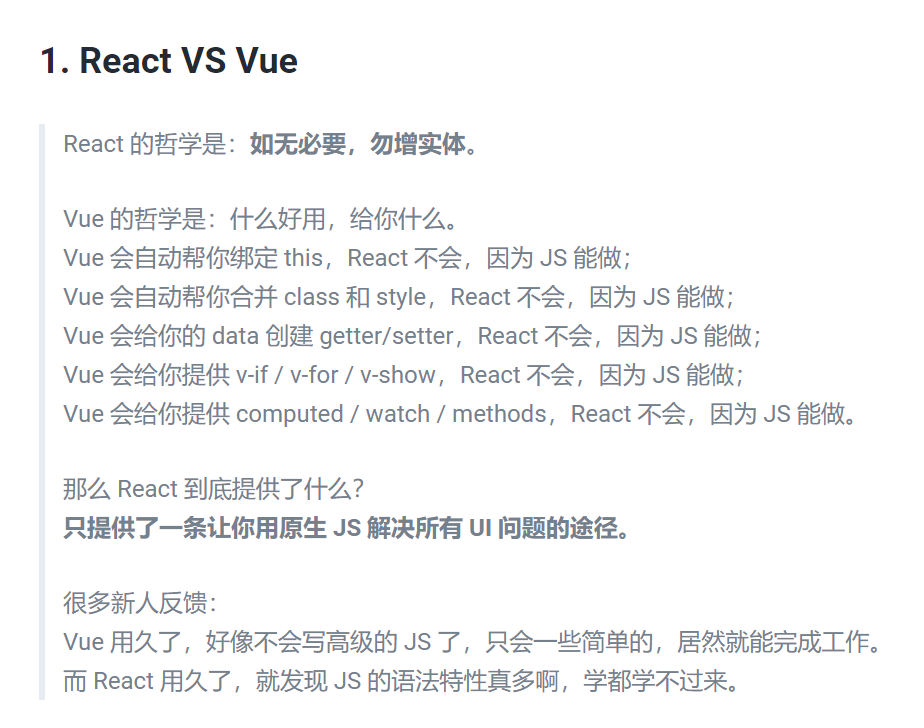 1. React VS Vue
React 的哲学是：如无必要，勿增实体。
Vue 的哲学是：什么好用，给你什么。
Vue 会自动帮你绑定 this，React 不会，因为 JS 能做；
Vue 会自动帮你合并 class 和 style，React 不会，因为 JS 能做；
Vue 会给你的 data 创建 getter/setter，React 不会，因为 JS 能做；
Vue 会给你提供 v-if / v-for / v-show，React 不会，因为 JS 能做；
Vue 会给你提供 computed / watch / methods，React 不会，因为 JS 能做。
那么 React 到底提供了什么？
只提供了一条让你用原生 JS 解决所有 UI 问题的途径。
很多新人反馈：
Vue 用久了，好像不会写高级的 JS 了，只会一些简单的，居然就能完成工作。
而 React 用久了，就发现 JS 的语法特性真多啊，学都学不过来。